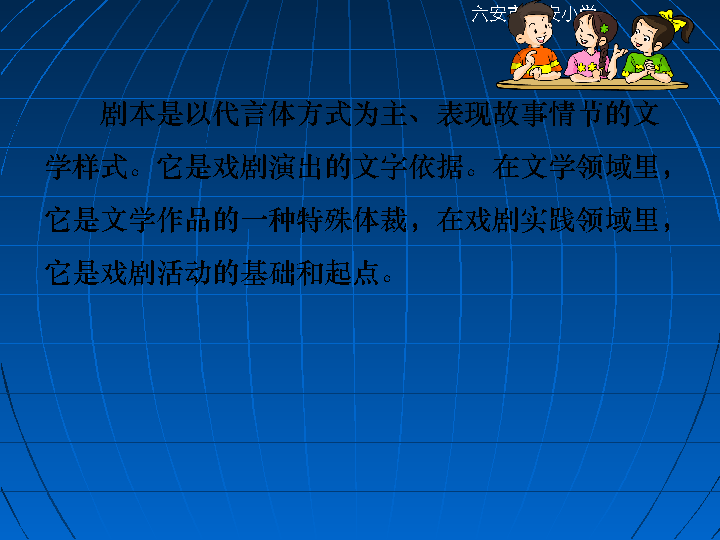 六安 安小学
剧本是以代言体方式为主、表现故事情节的文
学样式。它是戏剧演出的文字依据。在文学领域里，
它是文学作品的一种特殊体裁，在戏剧实践领域里，
它是戏剧活动的基础和起点。